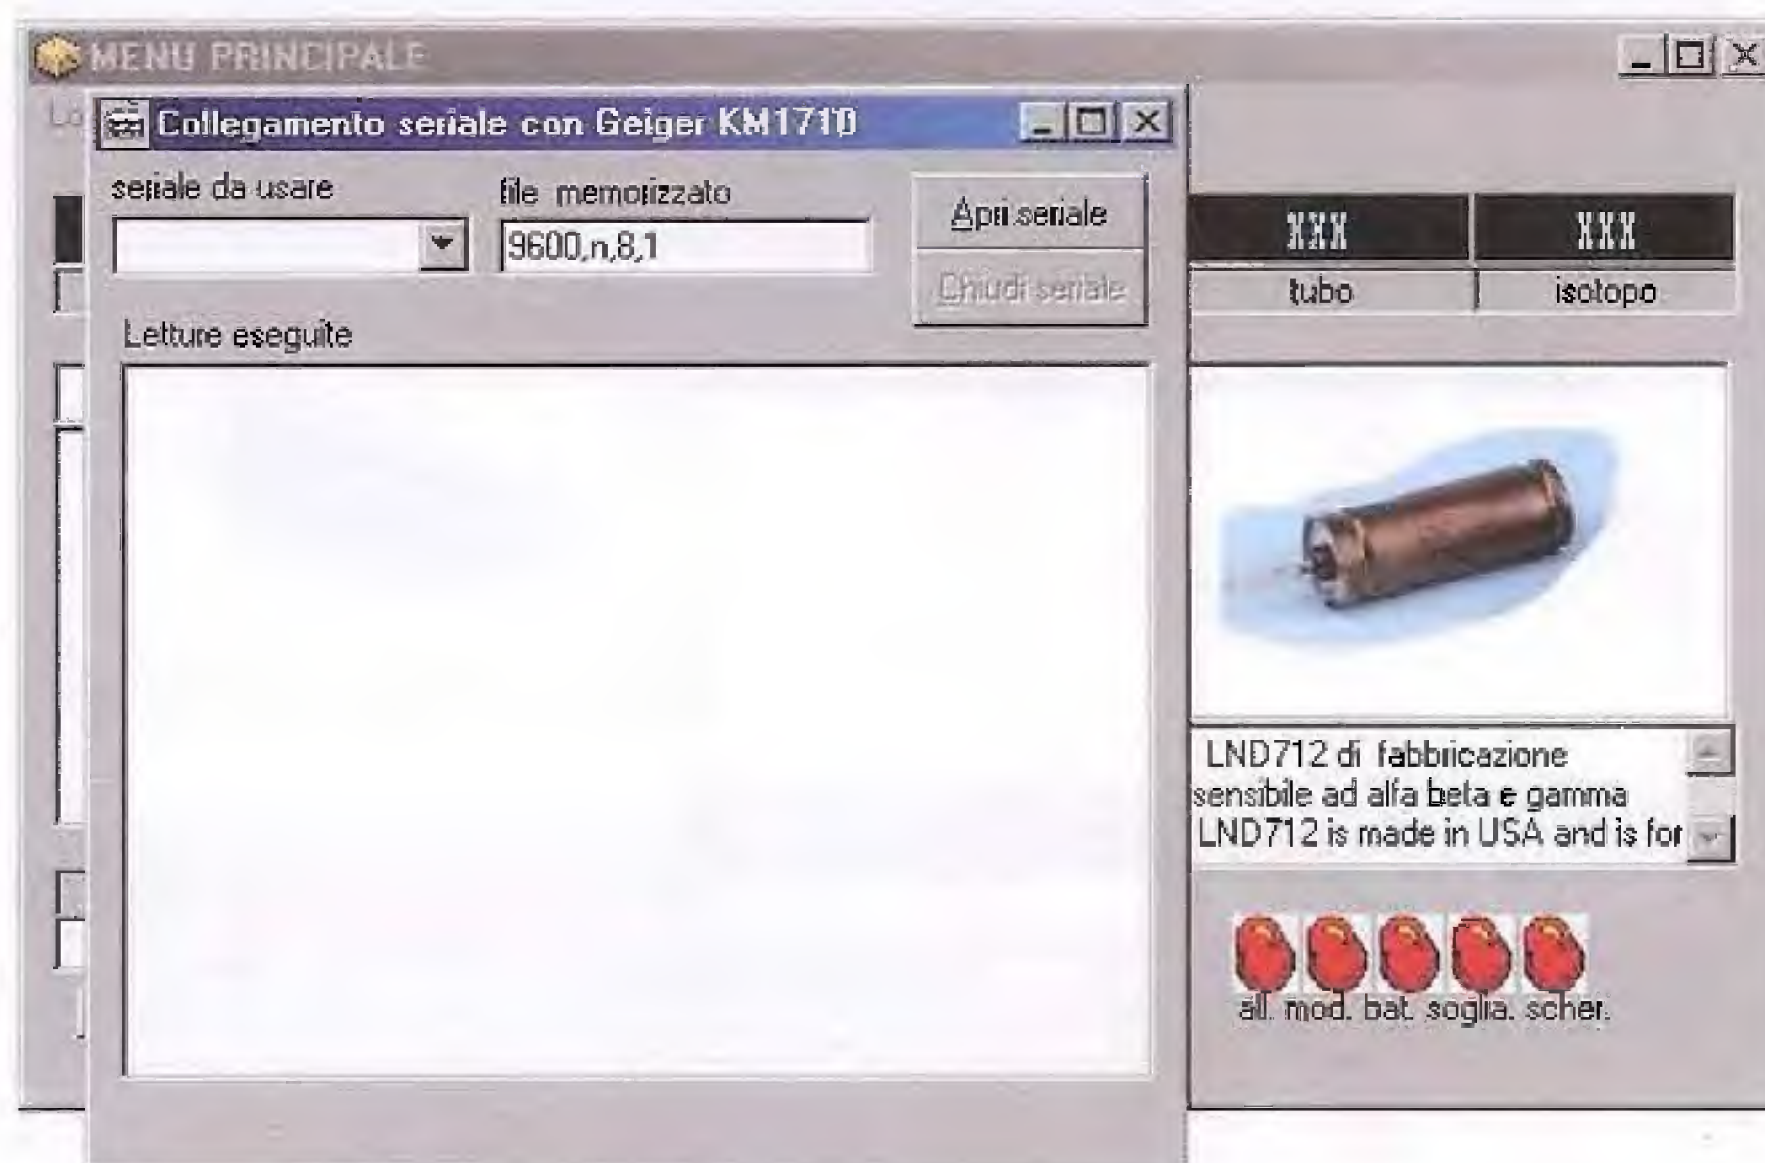 MENU PRINCIPALE
Lo
Collegamento seriale con Geiger KM1710
seriale da usare
file memorizzato
9600,n,8,1
Apri seriale
Chiudi seriale
Letture eseguite
XXX
XXX
tubo
isotopo
LND712 di fabbricazione
sensibile ad alfa beta e gamma
LND712 is made in USA and is for
all. mod. bat. soglia. scher.